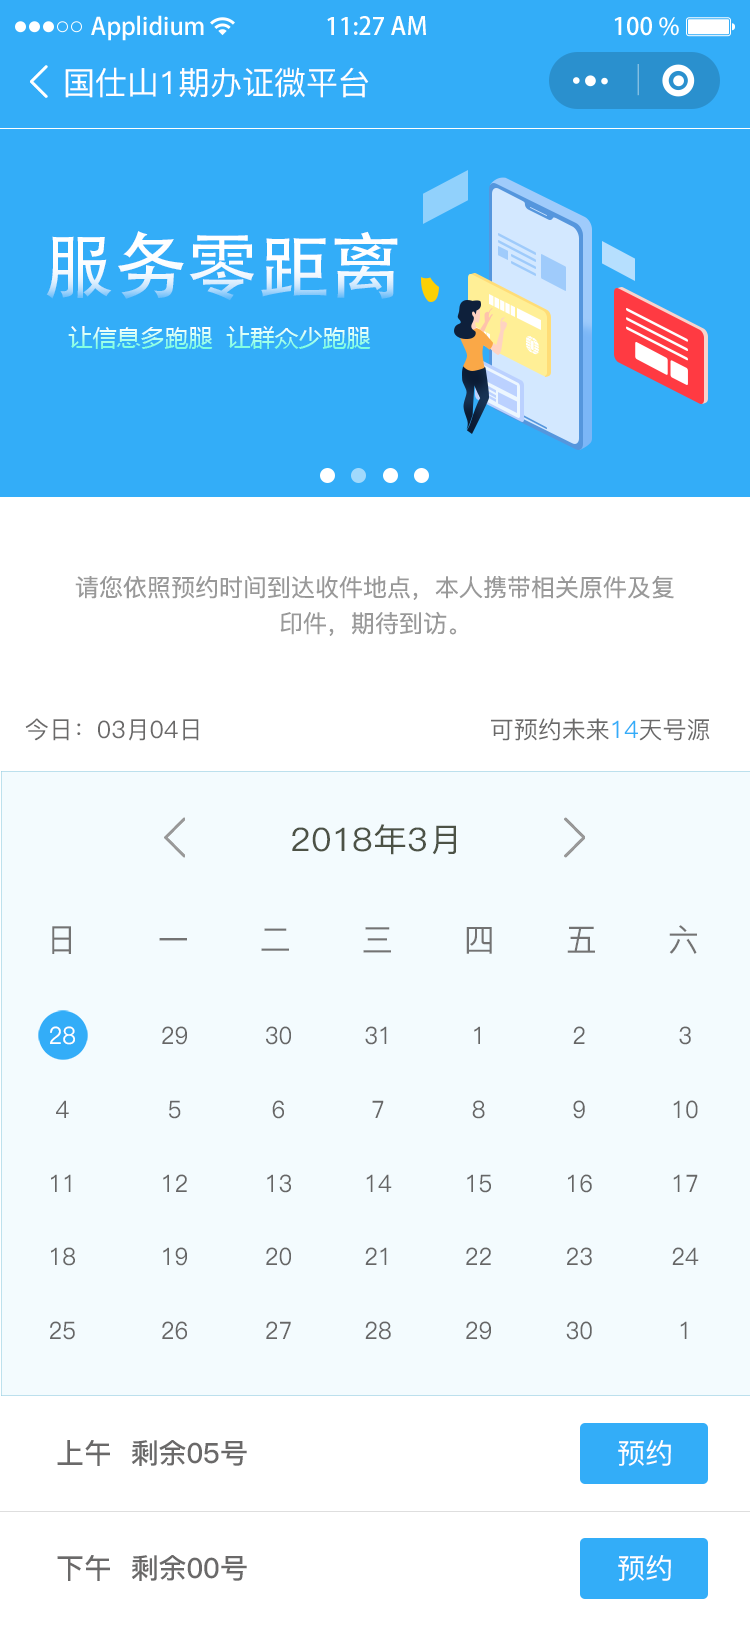 Applidium 11:27 AM 100 %
国仕山1期办证微平台
服务零距离
让信息多跑腿 让群众少跑腿
请您依照预约时间到达收件地点，本人携带相关原件及复
印件，期待到访。
今日：03月04日 可预约未来14天号源
2018年3月
日 一 二 三 四 五 六
28 29 30 31 1 2 3
4 5 6 7 8 9 10
11 12 13 14 15 16 17
18 19 20 21 22 23 24
25 26 27 28 29 30 1
上午 剩余05号 预约
下午 剩余00号 预约